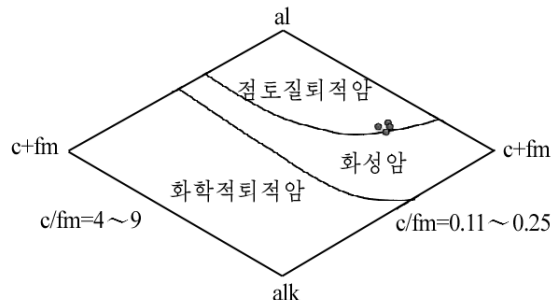 al
점토질퇴적암
c+fm
c+fm
화성암
화학적퇴적암
c/fm=4～9
c/fm=0.11～0.25
alk